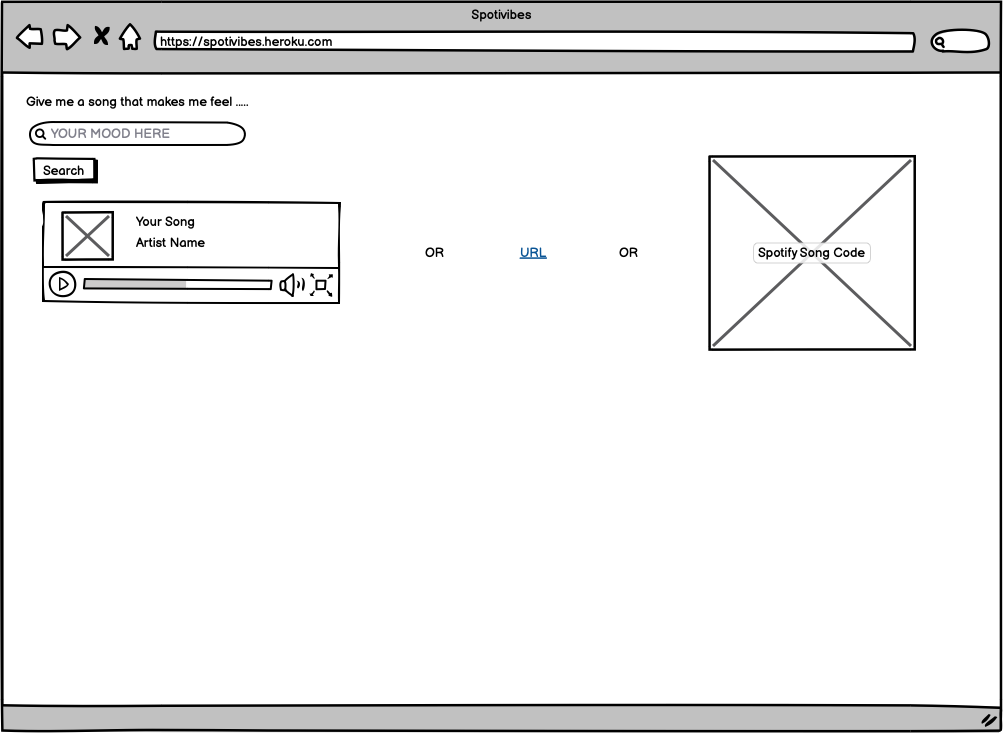 Spotivibes
https://spotivibes.heroku.com
Give me a song that makes me feel .....
YOUR MOOD HERE
Search
Your Song
Artist Name
OR
URL
OR
Spotify Song Code